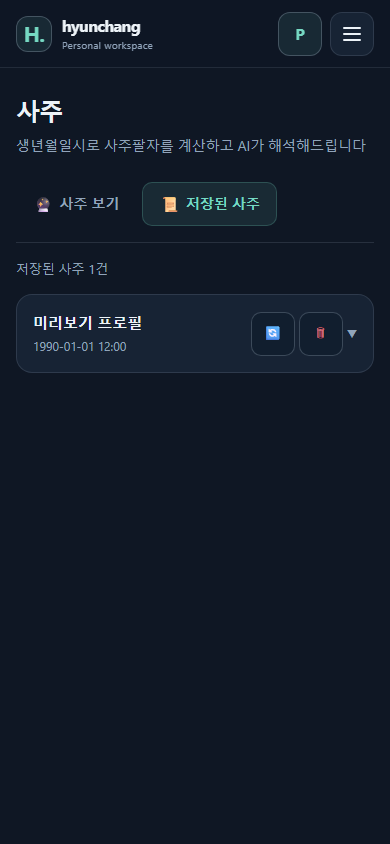 H.
hyunchang
Personal workspace
P
사주
생년월일시로 사주팔자를 계산하고 AI가 해석해드립니다
사주 보기
저장된 사주
저장된 사주 1건
미리보기 프로필
1990-01-01 12:00